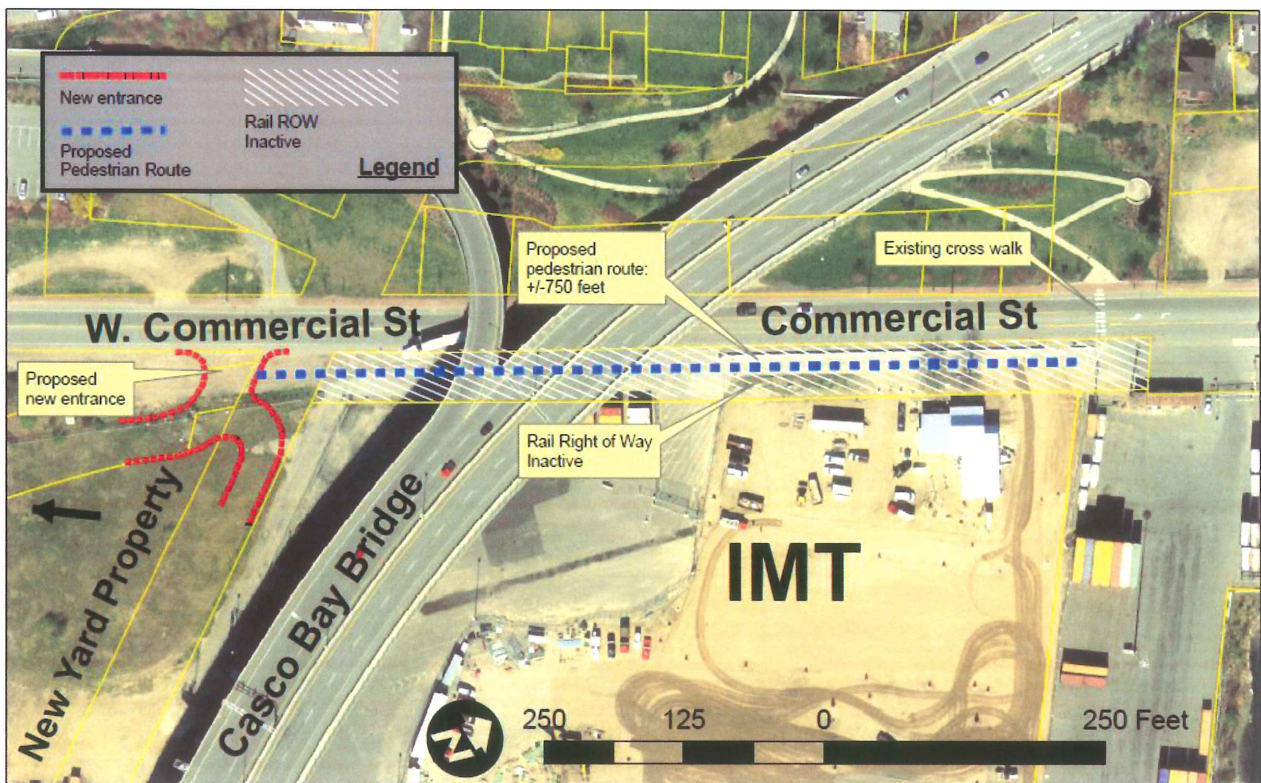 New entrance
Proposed
Pedestrian Route
Rail ROW
Inactive
Legend
Proposed
pedestrian route:
+/-750 feet
Existing cross walk
W. Commercial St
Commercial St
Proposed
new entrance
Rail Right of Way
Inactive
New Yard Property
Casco Bay Bridge
IMT
N
250 125 0 250 Feet